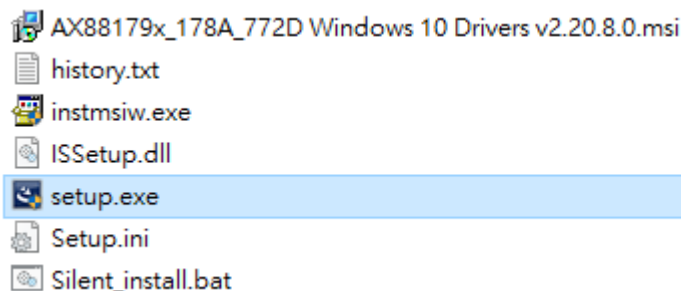 AX88179x_178A_772D Windows 10 Drivers v2.20.8.0.msi
history.txt
instmsiw.exe
ISSetup.dll
setup.exe
Setup.ini
Silent_install.bat